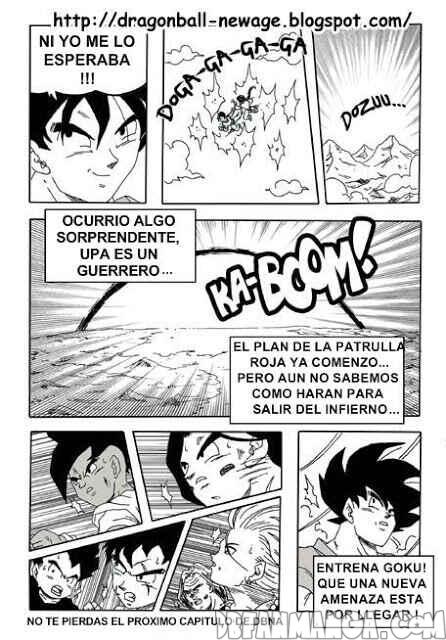 http://dragonball-newage.blogspot.com/
NI YO ME LO
ESPERABA
!!!
DOGA-GA-GA-GA
DOZUU...
OCURRIO ALGO
SORPRENDENTE,
UPA ES UN
GUERRERO...
KA-BOOM!
EL PLAN DE LA PATRULLA
ROJA YA COMENZO...
PERO AUN NO SABEMOS
COMO HARAN PARA
SALIR DEL INFIERNO...
ENTRENA GOKU!
QUE UNA NUEVA
AMENAZA ESTA
POR LLEGAR!
NO TE PIERDAS EL PROXIMO CAPITULO DE DBNA